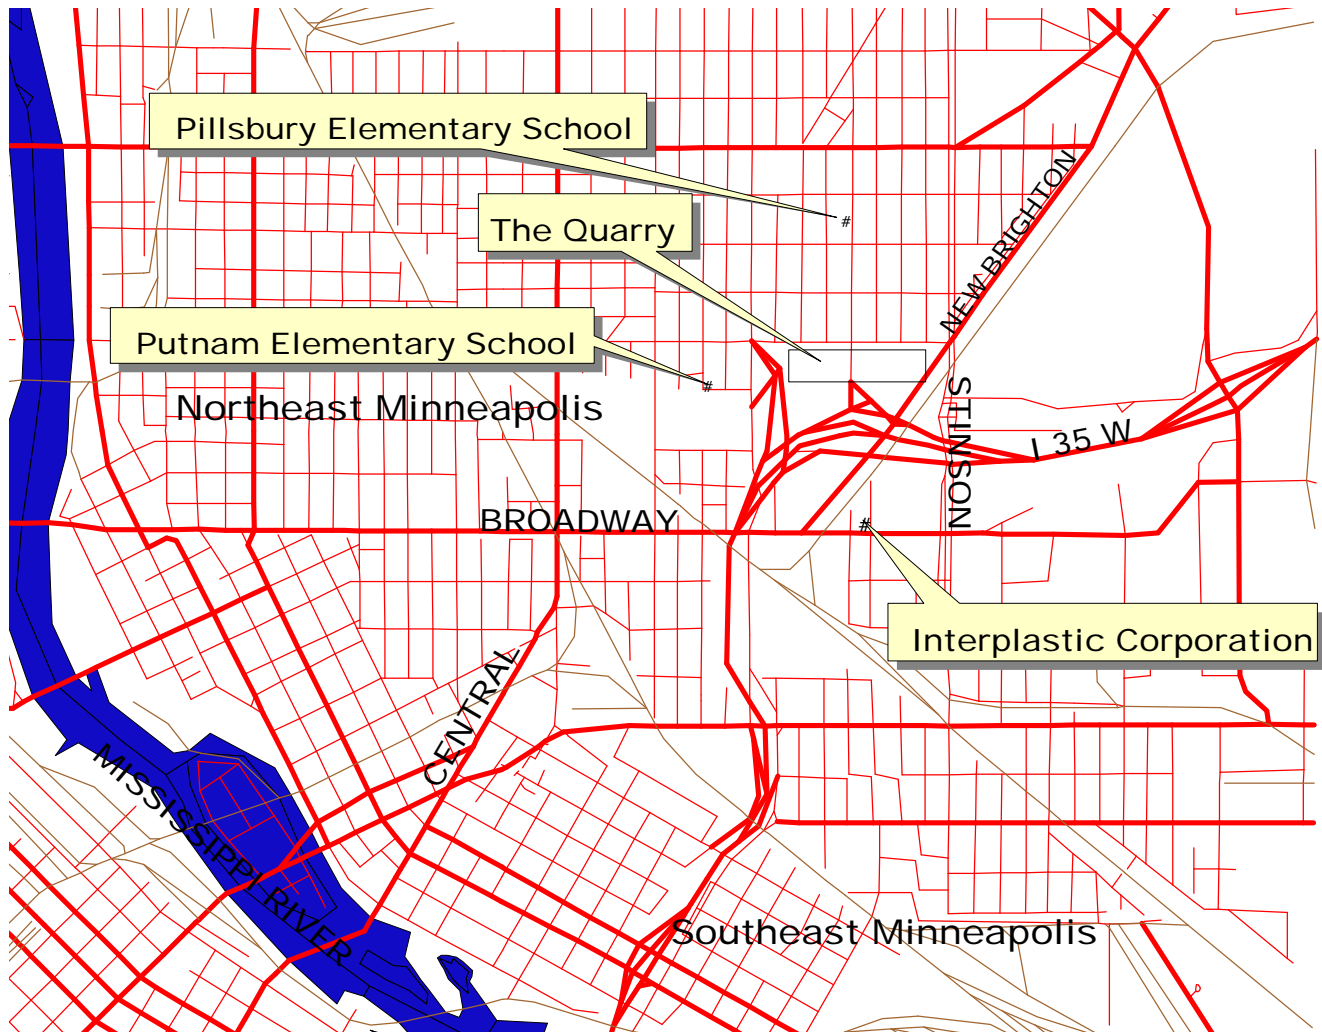 Pillsbury Elementary School
#
The Quarry
NEW BRIGHTON
Putnam Elementary School
#
Northeast Minneapolis
STINSON
I 35 W
BROADWAY
#
Interplastic Corporation
CENTRAL
MISSISSIPPI RIVER
Southeast Minneapolis